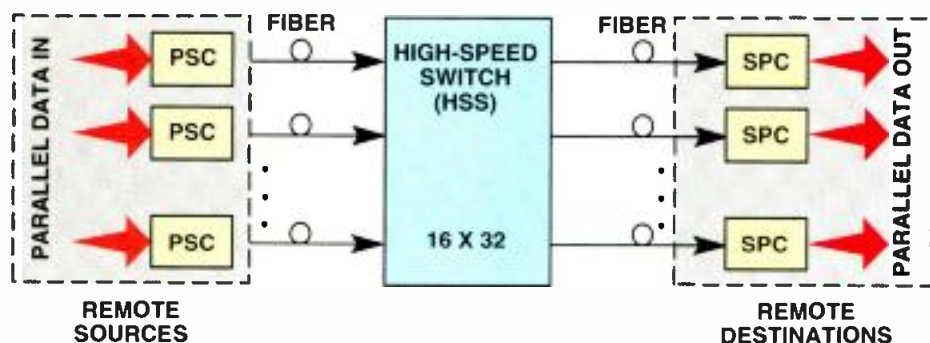 FIBER
FIBER
PARALLEL DATA IN
PSC
PSC
PSC
HIGH-SPEED
SWITCH
(HSS)
16 X 32
SPC
SPC
SPC
PARALLEL DATA OUT
REMOTE
SOURCES
REMOTE
DESTINATIONS